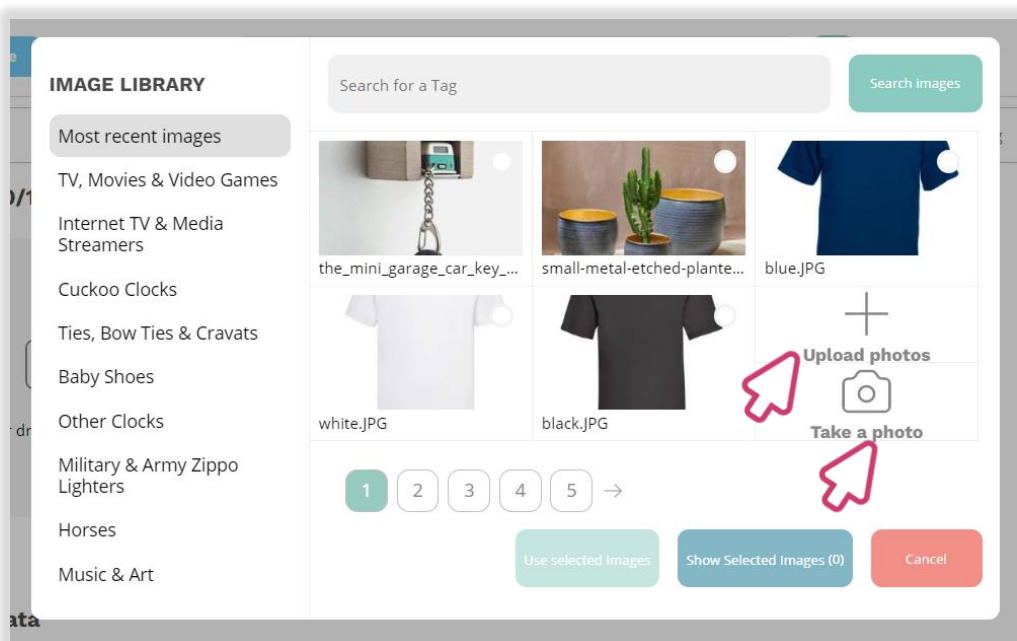 IMAGE LIBRARY
Most recent images
TV, Movies & Video Games
Internet TV & Media
Streamers
Cuckoo Clocks
Ties, Bow Ties & Cravats
Baby Shoes
Other Clocks
Military & Army Zippo
Lighters
Horses
Music & Art
Search for a Tag
Search images
the_mini_garage_car_key_...
small-metal-etched-plante...
blue.JPG
white.JPG
black.JPG
Upload photos
Take a photo
1 2 3 4 5 →
Use selected Images
Show Selected Images (0)
Cancel
ata